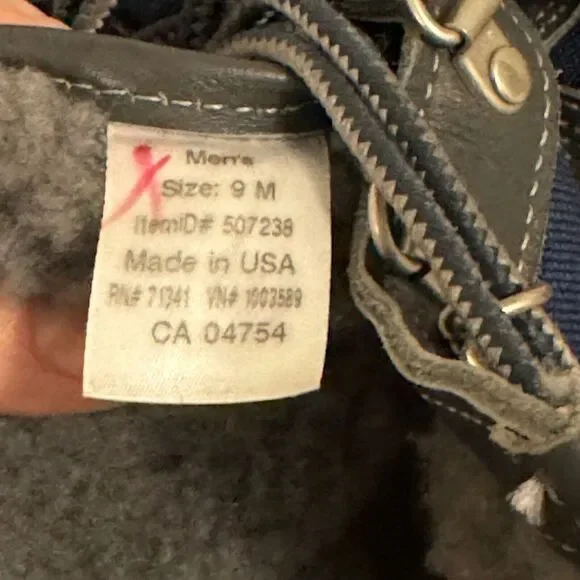 Men's
Size: 9 M
ItemID# 507238
Made in USA
RN# 71341 VN# 1003589
CA 04754